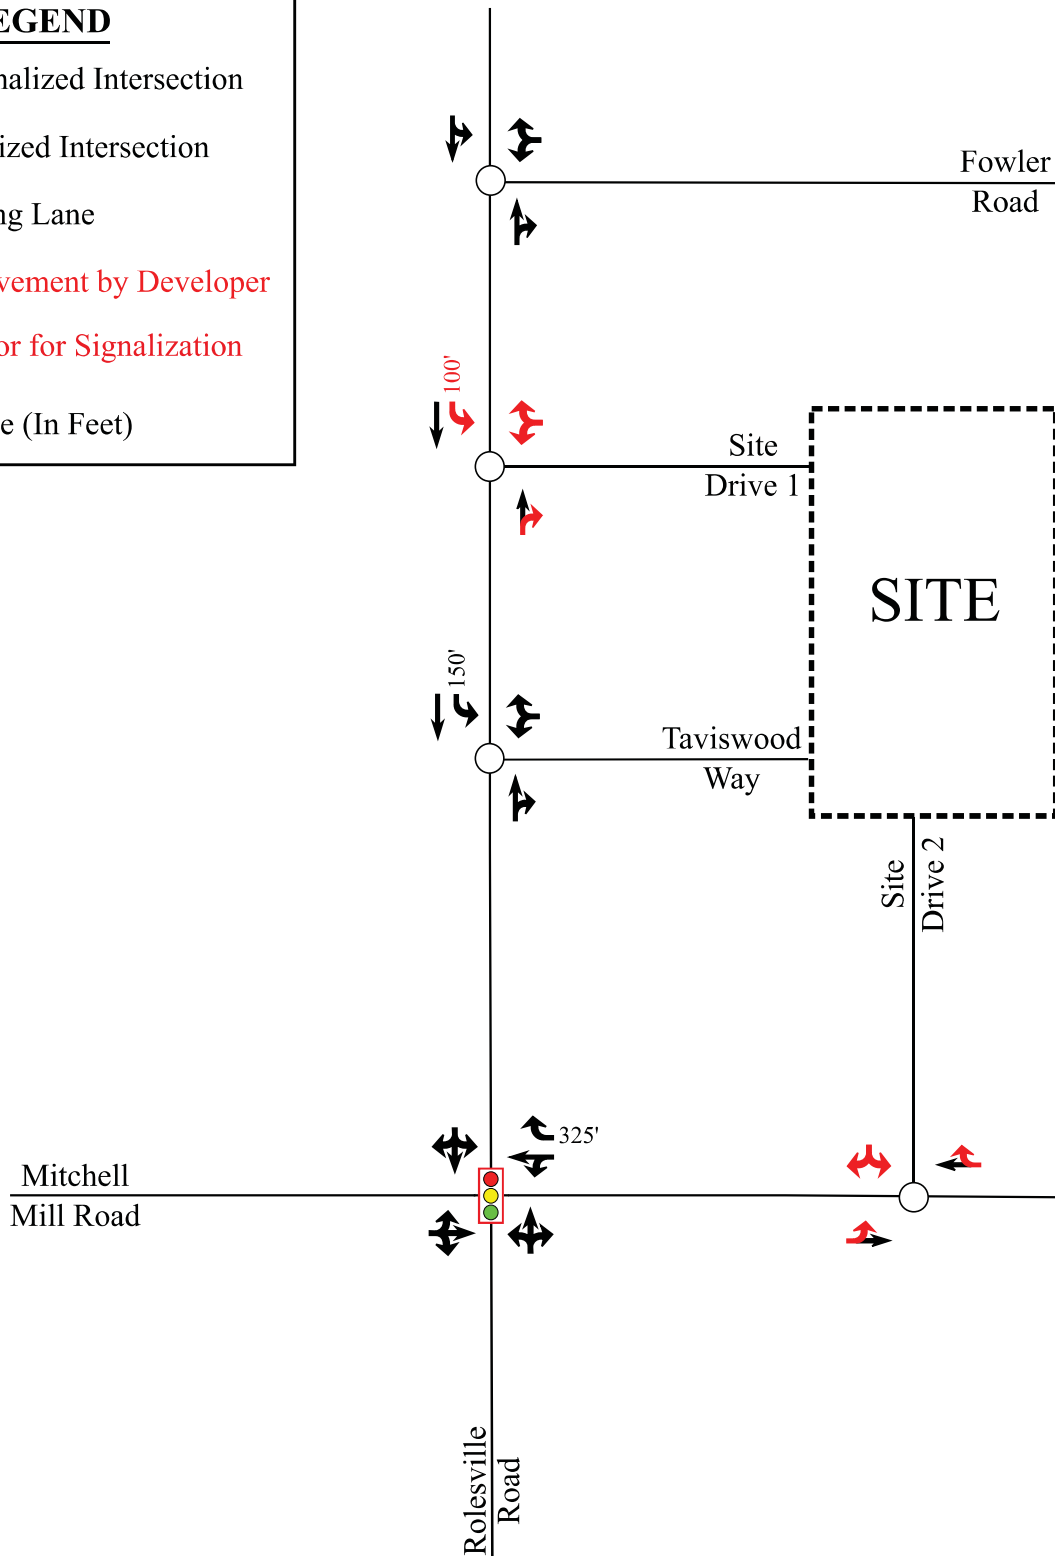 EGEND
nalized Intersection
ized Intersection
ng Lane
vement by Developer
or for Signalization
e (In Feet)
Fowler
Road
100'
Site
Drive 1
SITE
150'
Taviswood
Way
Site
Drive 2
325'
Mitchell
Mill Road
Rolesville
Road